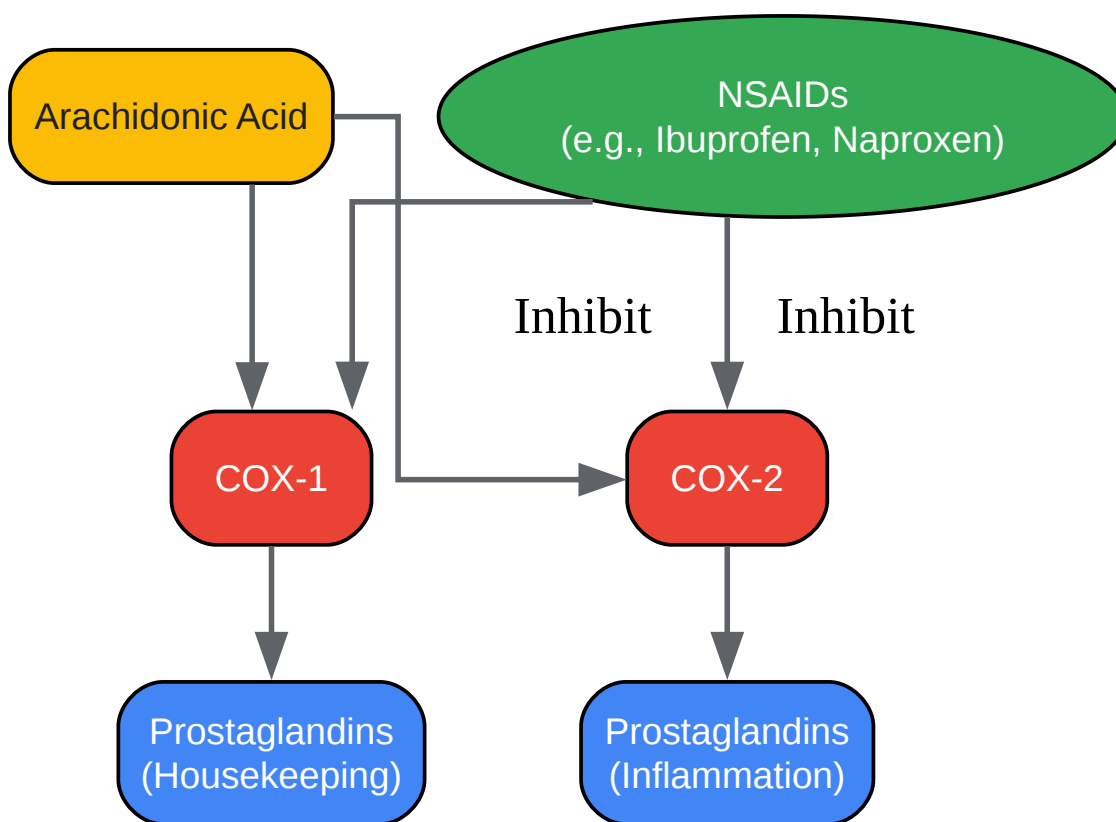 Arachidonic Acid
NSAIDs
(e.g., Ibuprofen, Naproxen)
Inhibit
Inhibit
COX-1
COX-2
Prostaglandins
(Housekeeping)
Prostaglandins
(Inflammation)